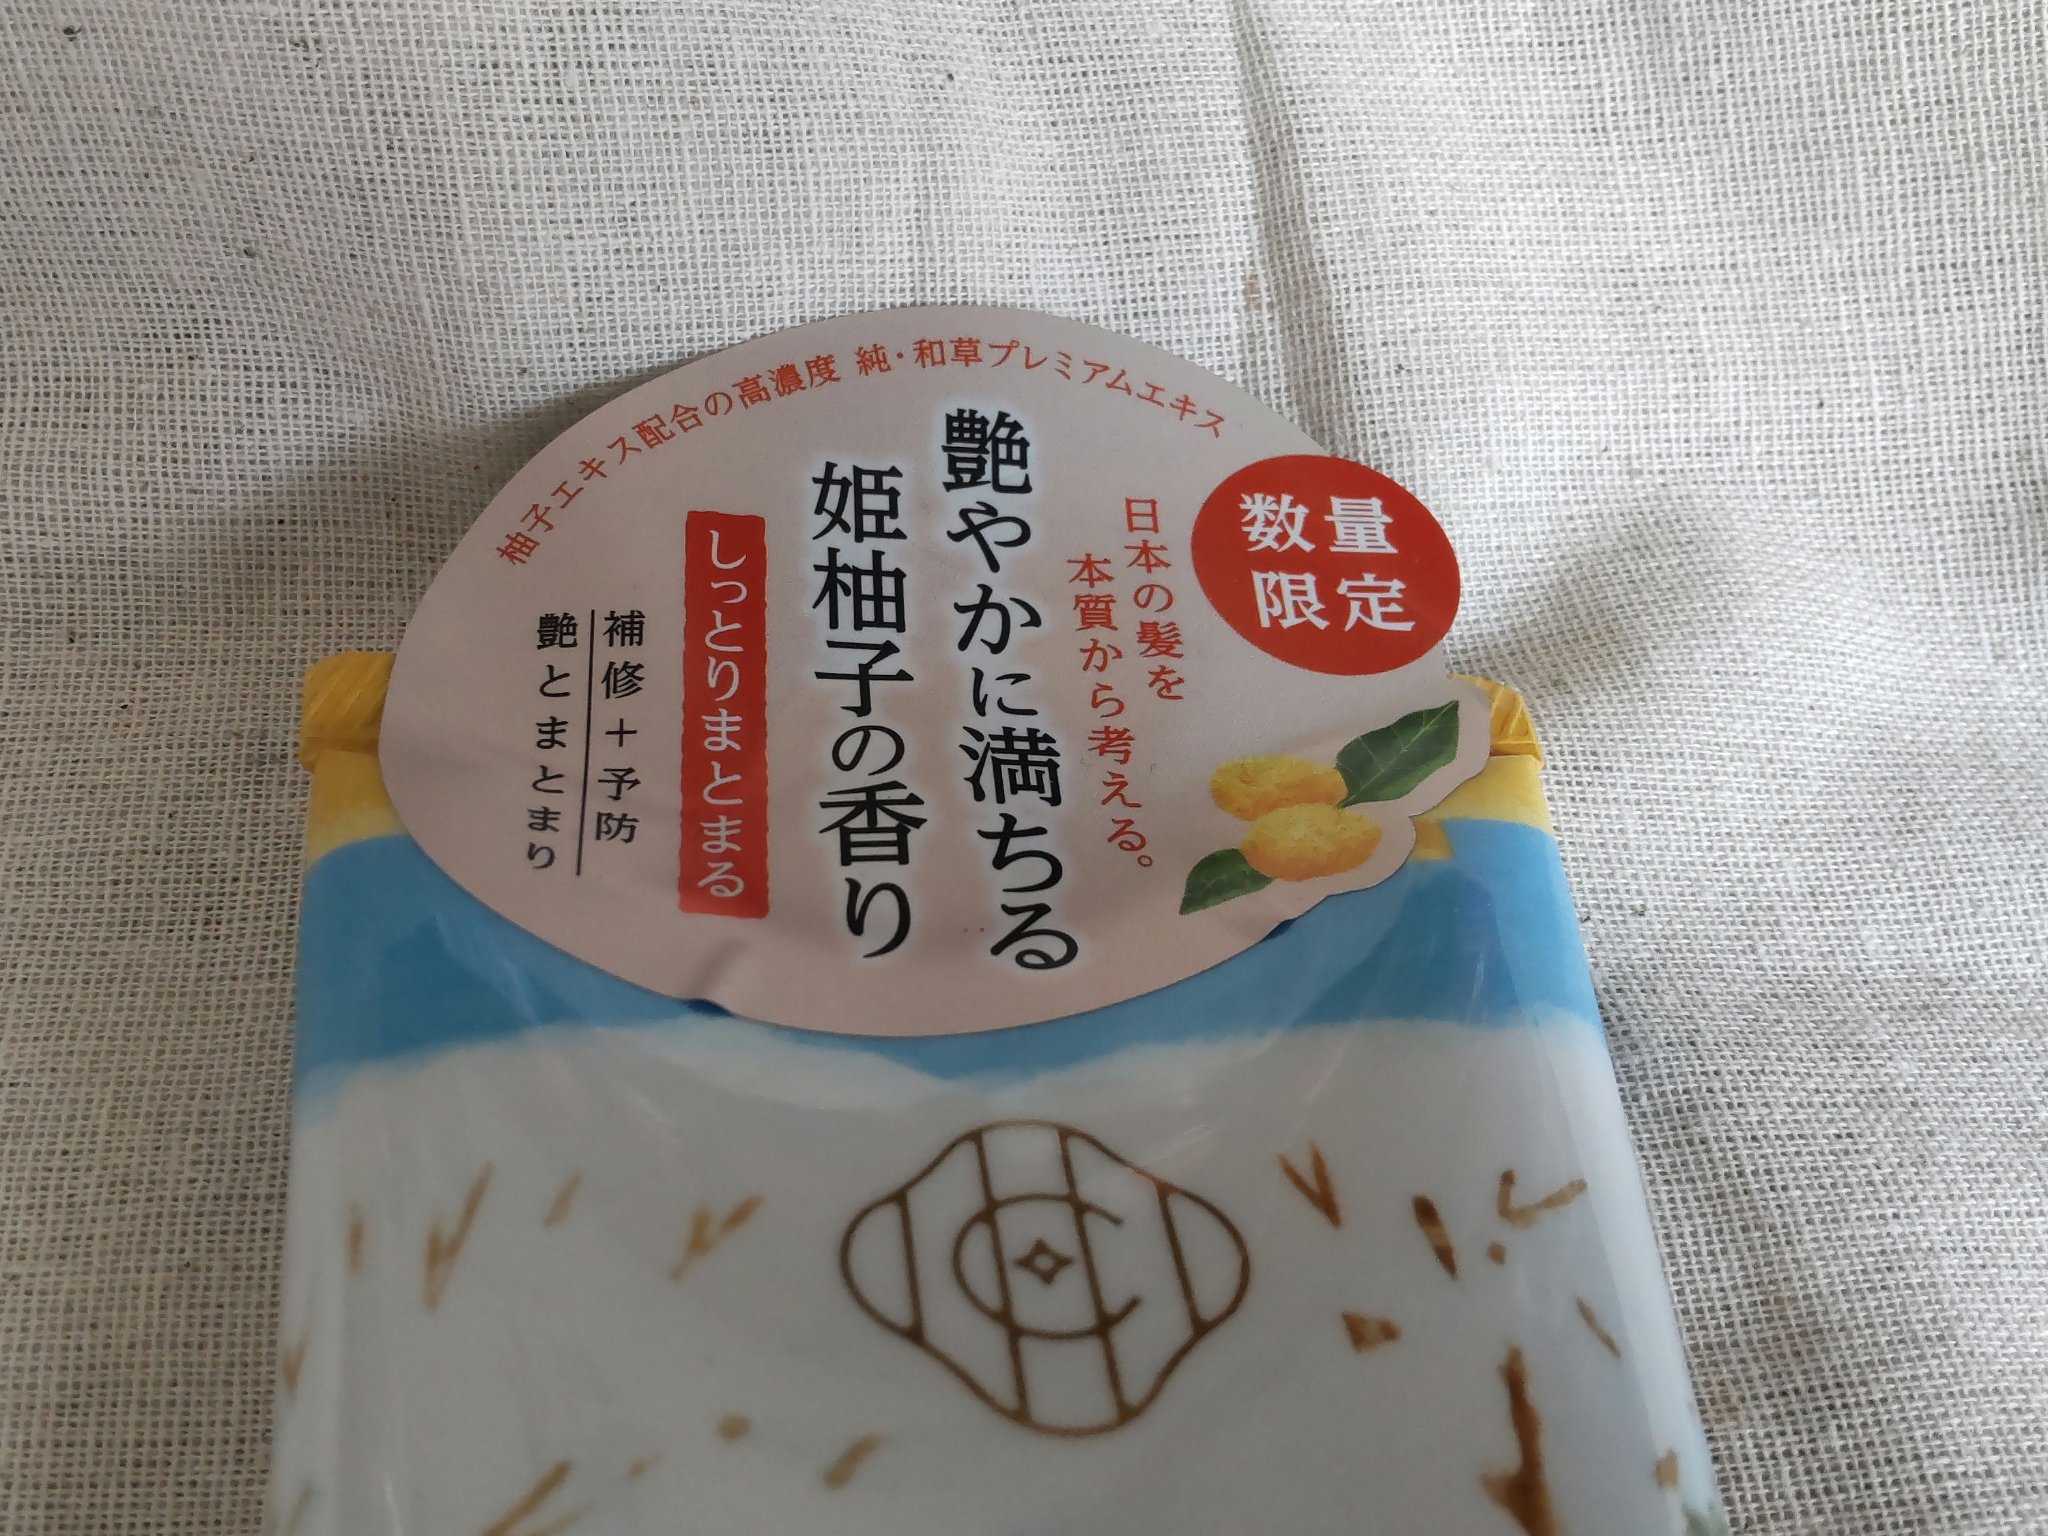 柚子エキス配合の高濃度 純・和草プレミアムエキス
数量
限定
日本の髪を
本質から考える。
艶やかに満ちる
姫柚子の香り
しっとりまとまる
補修+予防
艶とまとまり